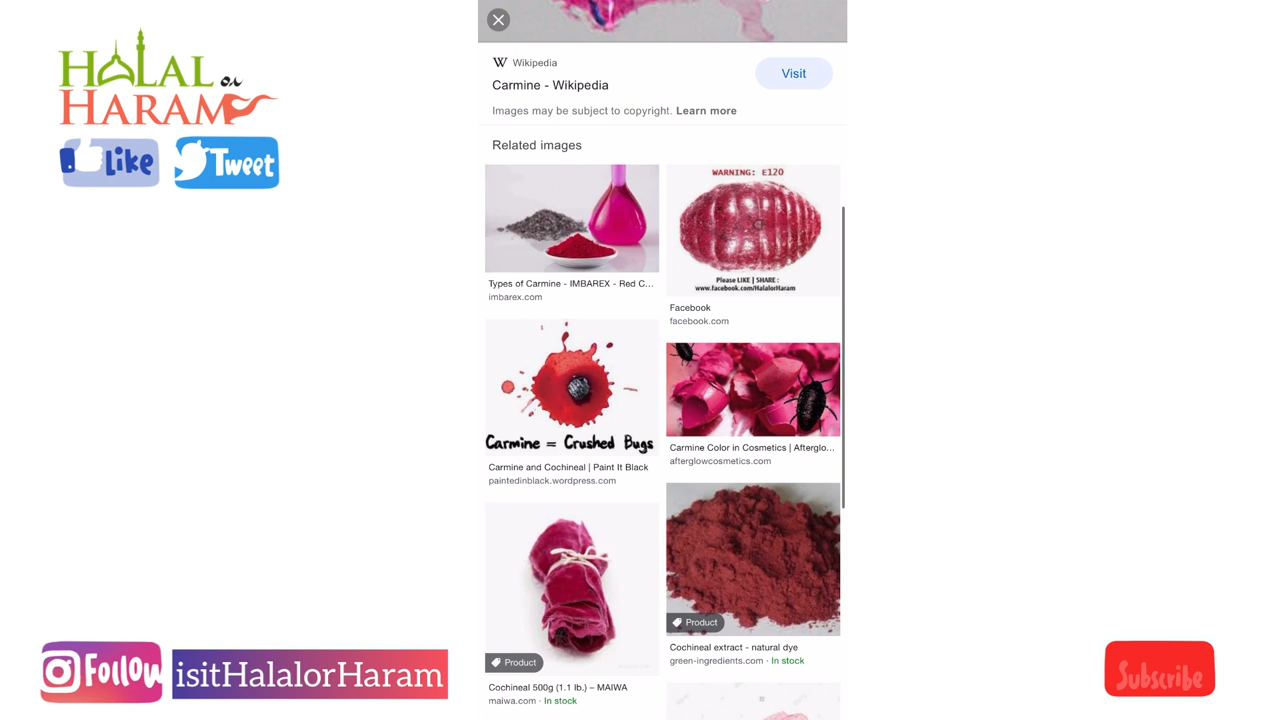 HALAL or
HARAM
Like
Tweet
Wikipedia
Carmine - Wikipedia
Visit
Images may be subject to copyright. Learn more
Related images
Types of Carmine - IMBAREX - Red C...
imbarex.com
WARNING: E120
Please LIKE | SHARE :
www.facebook.com/HalalorHaram
Facebook
facebook.com
Carmine = Crushed Bugs
Carmine and Cochineal | Paint It Black
paintedinblack.wordpress.com
Carmine Color in Cosmetics | Afterglo...
afterglowcosmetics.com
Product
Cochineal 500g (1.1 lb.) – MAIWA
maiwa.com · In stock
Product
Cochineal extract - natural dye
green-ingredients.com · In stock
Follow
isitHalalorHaram
Subscribe